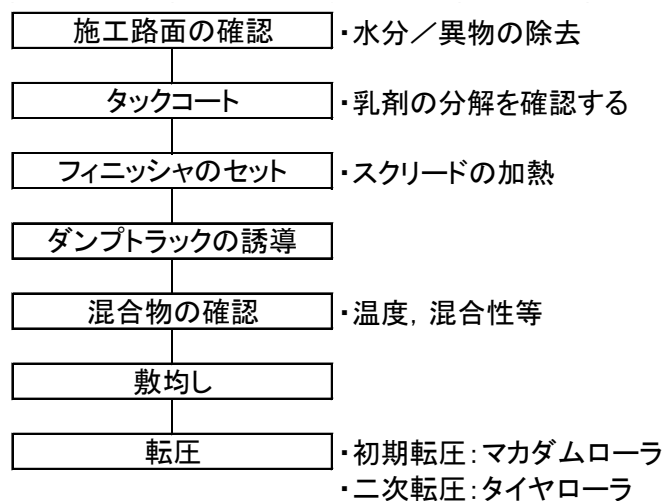 施工路面の確認 ・水分／異物の除去
タックコート ・乳剤の分解を確認する
フィニッシャのセット ・スクリードの加熱
ダンプトラックの誘導
混合物の確認 ・温度，混合性等
敷均し
転圧 ・初期転圧：マカダムローラ
・二次転圧：タイヤローラ